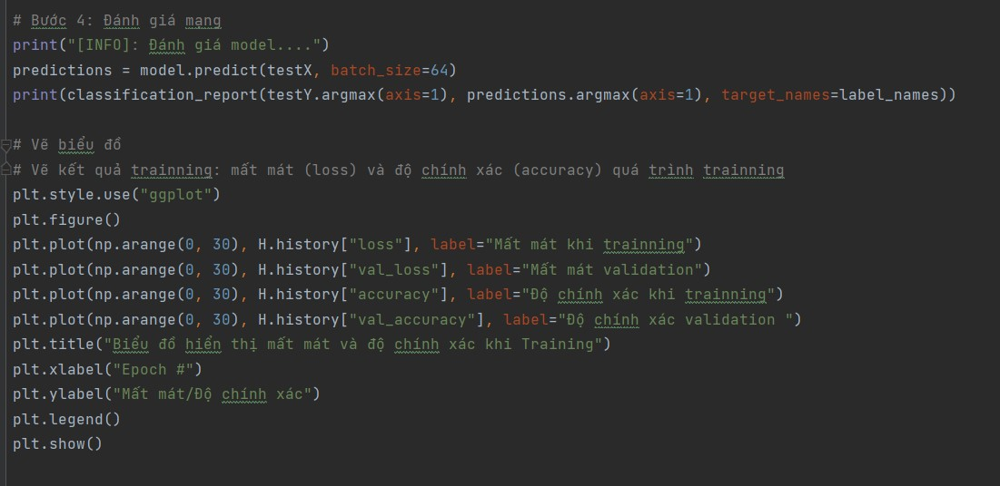 # Bước 4: Đánh giá mạng
print("[INFO]: Đánh giá model....")
predictions = model.predict(testX, batch_size=64)
print(classification_report(testY.argmax(axis=1), predictions.argmax(axis=1), target_names=label_names))
# Vẽ biểu đồ
# Vẽ kết quả trainning: mất mát (loss) và độ chính xác (accuracy) quá trình trainning
plt.style.use("ggplot")
plt.figure()
plt.plot(np.arange(0, 30), H.history["loss"], label="Mất mát khi trainning")
plt.plot(np.arange(0, 30), H.history["val_loss"], label="Mất mát validation")
plt.plot(np.arange(0, 30), H.history["accuracy"], label="Độ chính xác khi trainning")
plt.plot(np.arange(0, 30), H.history["val_accuracy"], label="Độ chính xác validation ")
plt.title("Biểu đồ hiển thị mất mát và độ chính xác khi Training")
plt.xlabel("Epoch #")
plt.ylabel("Mất mát/Độ chính xác")
plt.legend()
plt.show()